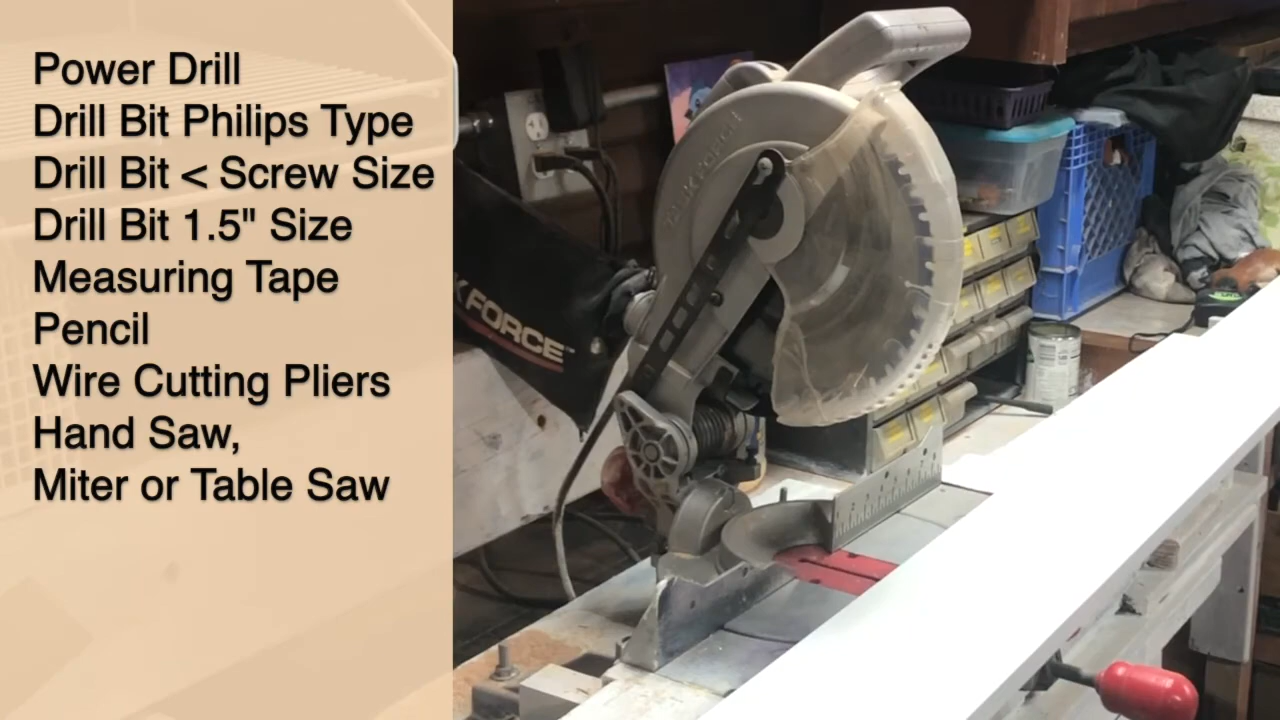 Power Drill
Drill Bit Philips Type
Drill Bit < Screw Size
Drill Bit 1.5" Size
Measuring Tape
Pencil
Wire Cutting Pliers
Hand Saw,
Miter or Table Saw
FORCE